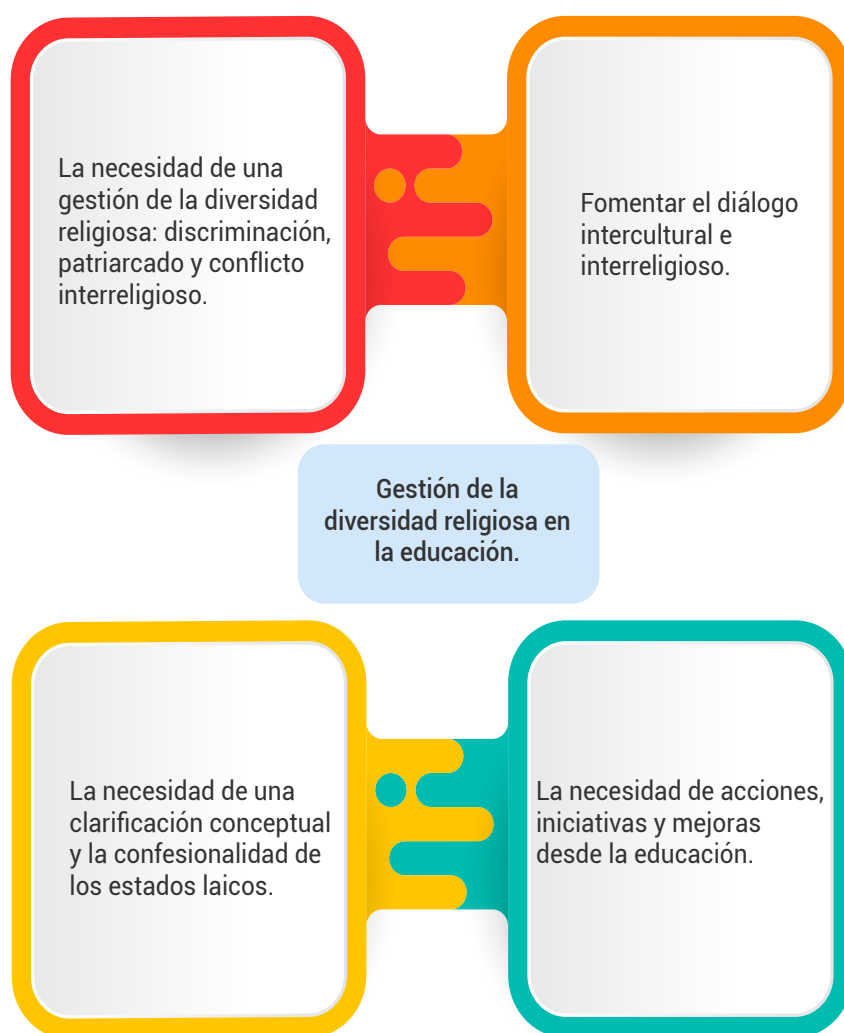 La necesidad de una
gestión de la diversidad
religiosa: discriminación,
patriarcado y conflicto
interreligioso.
Fomentar el diálogo
intercultural e
interreligioso.
Gestión de la
diversidad religiosa en
la educación.
La necesidad de una
clarificación conceptual
y la confesionalidad de
los estados laicos.
La necesidad de acciones,
iniciativas y mejoras
desde la educación.